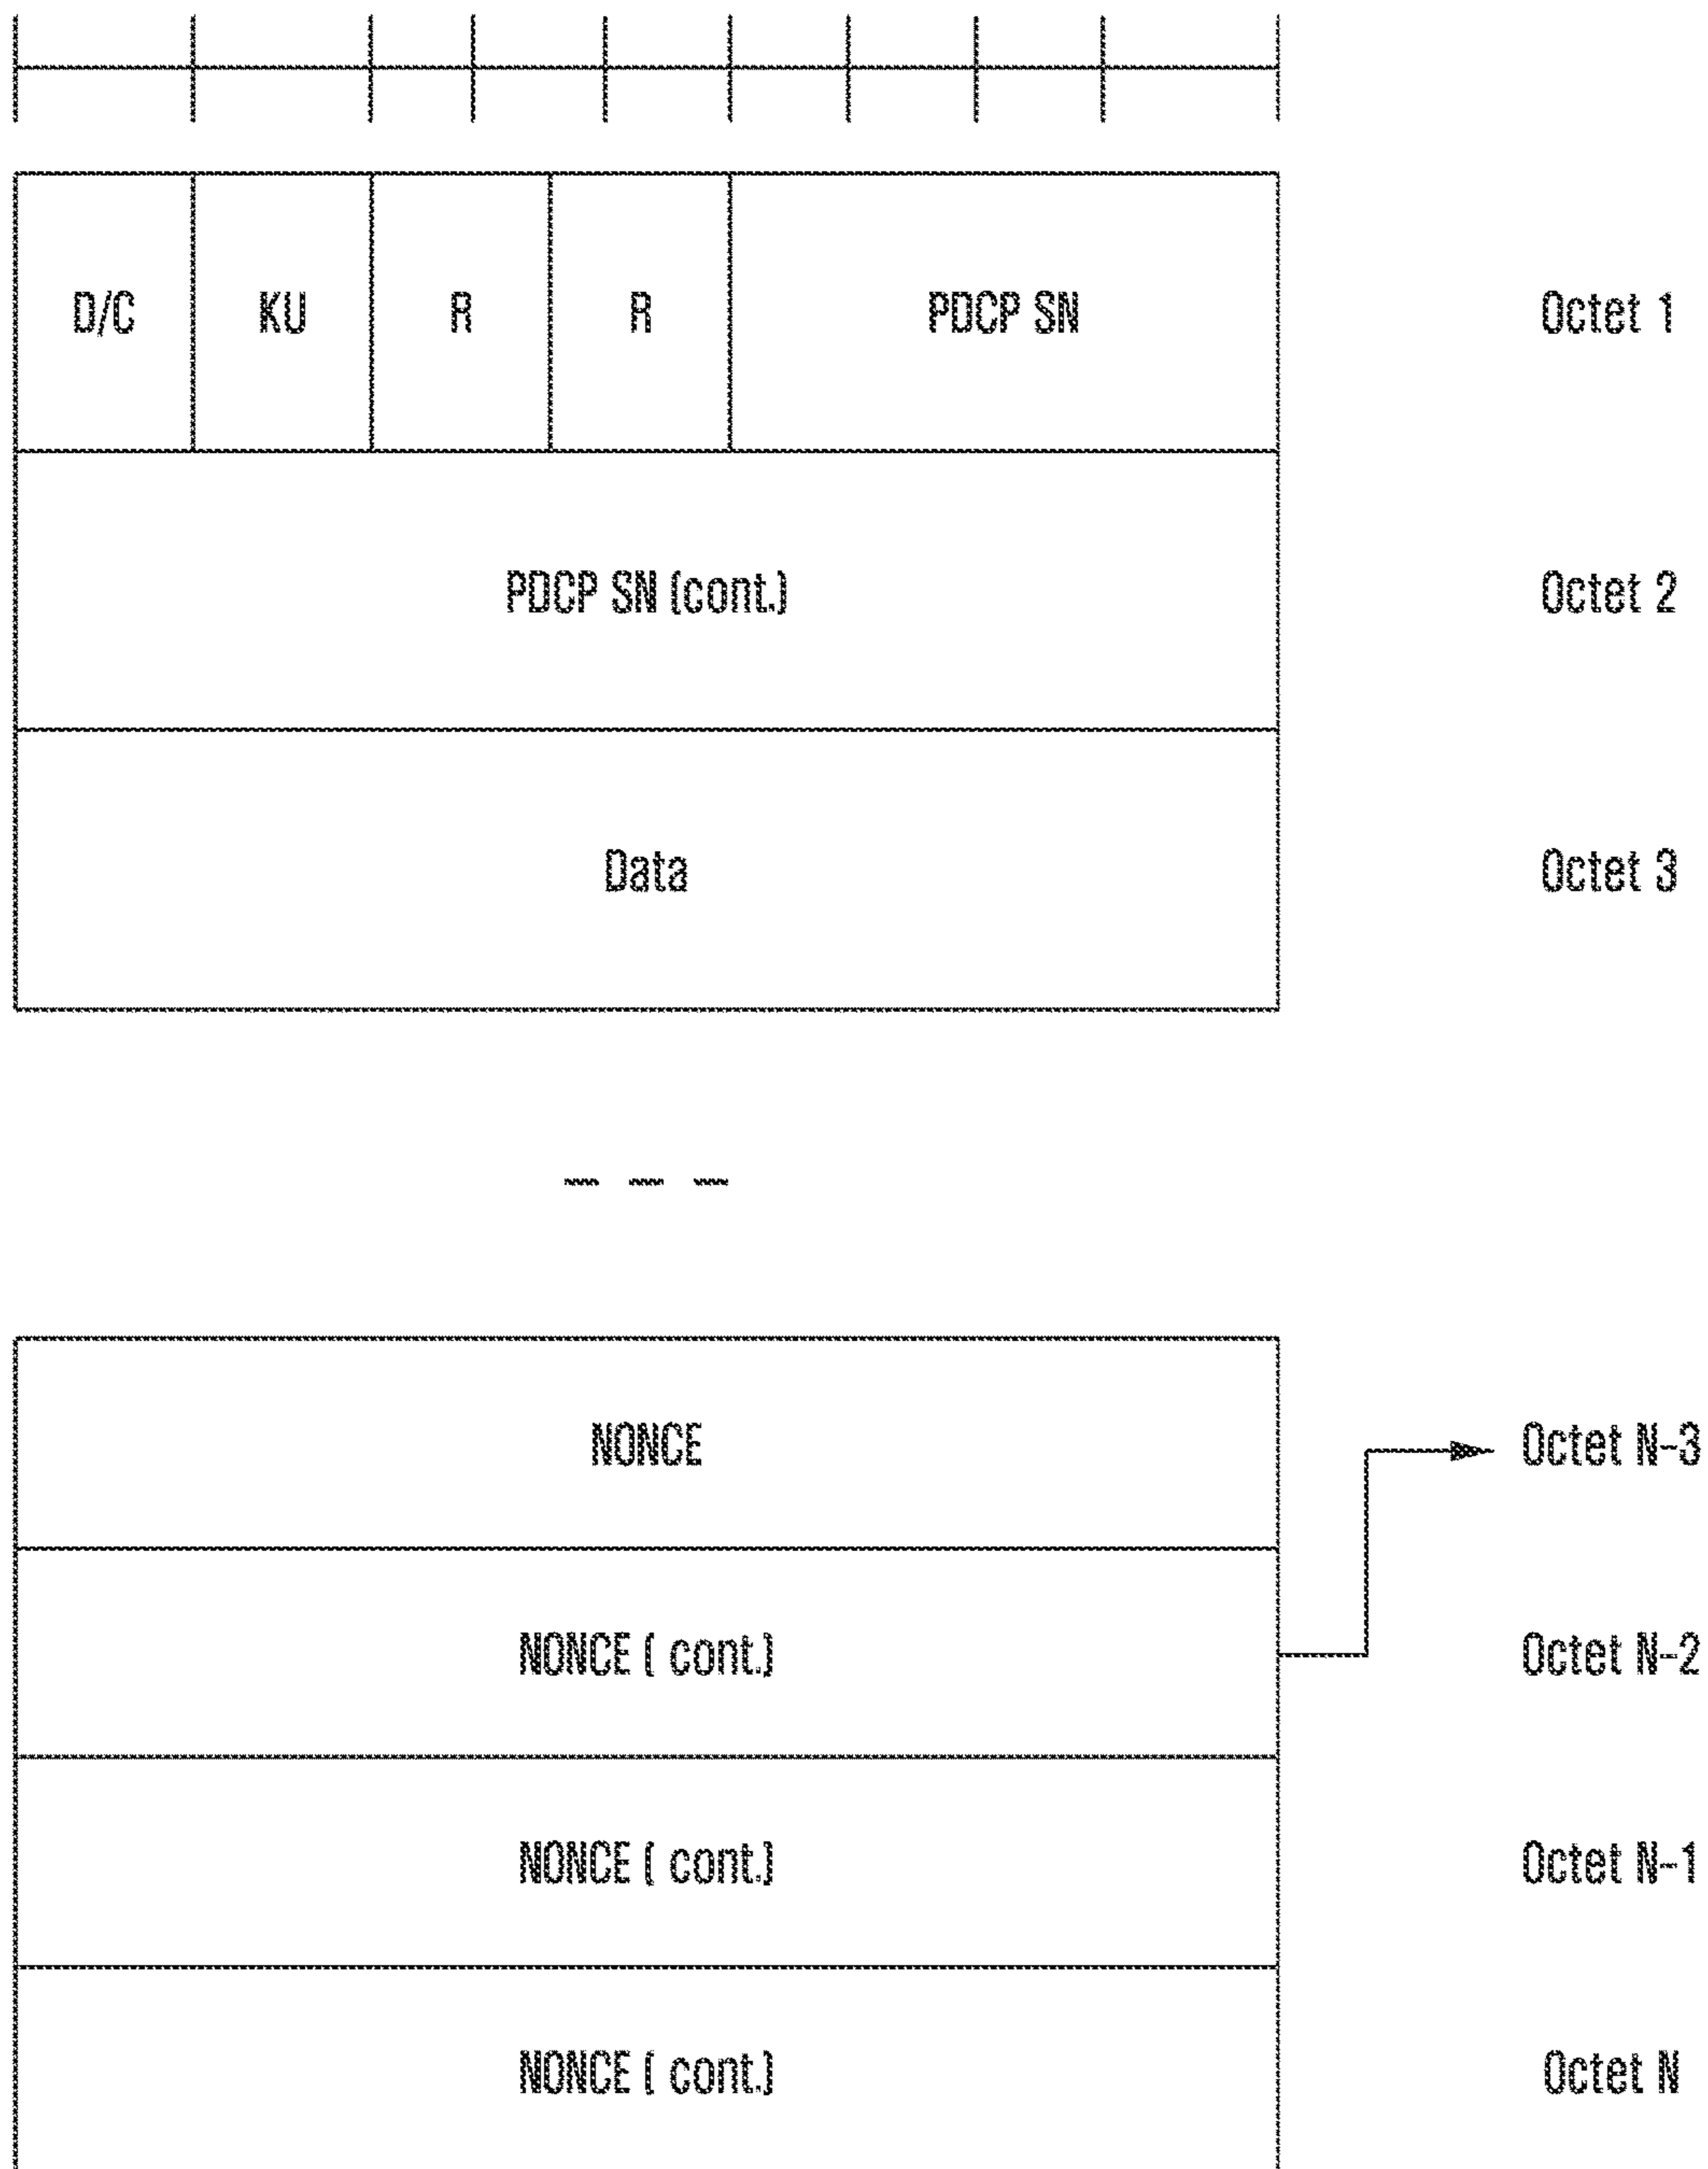 D/C KU R R PDCP SN Octet 1
PDCP SN (cont.) Octet 2
Data Octet 3
NONCE Octet N-3
NONCE ( cont.) Octet N-2
NONCE ( cont.) Octet N-1
NONCE ( cont.) Octet N